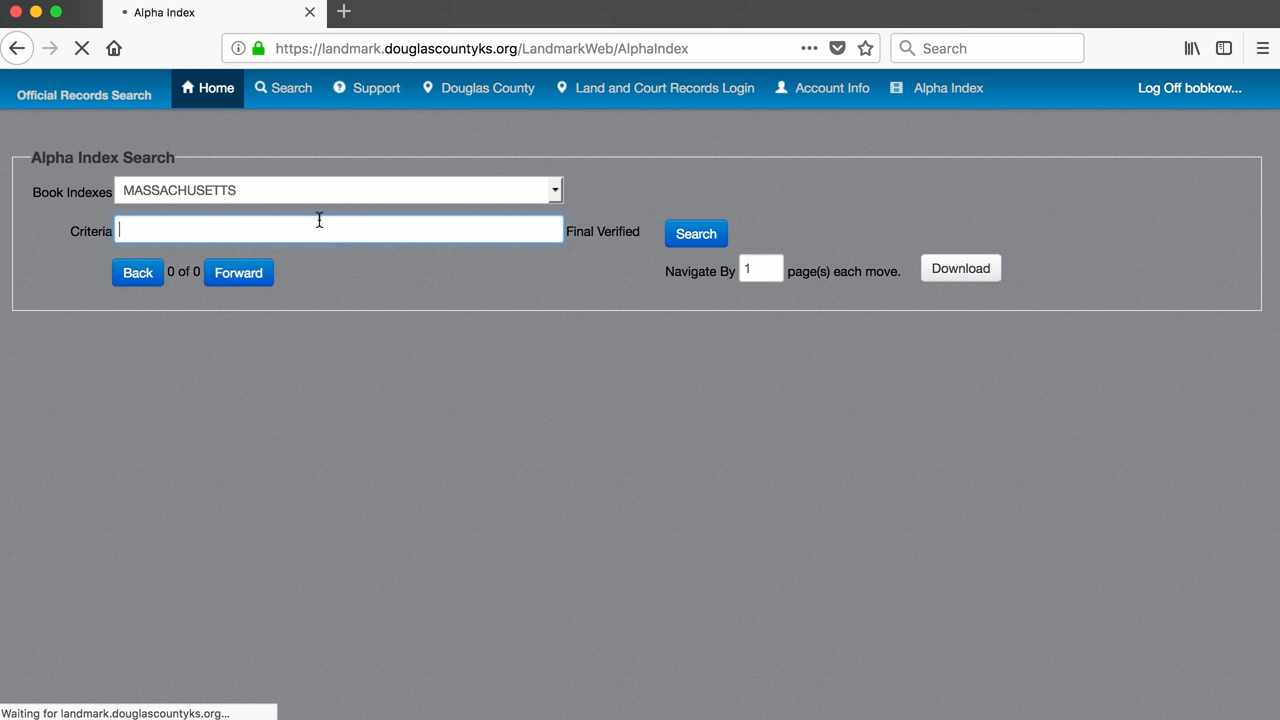 Alpha Index
https://landmark.douglascountyks.org/LandmarkWeb/AlphaIndex
Search
Official Records Search
Home
Search
Support
Douglas County
Land and Court Records Login
Account Info
Alpha Index
Log Off bobkow...
Alpha Index Search
Book Indexes MASSACHUSETTS
Criteria
Final Verified
Search
Back 0 of 0 Forward
Navigate By 1 page(s) each move.
Download
Waiting for landmark.douglascountyks.org...